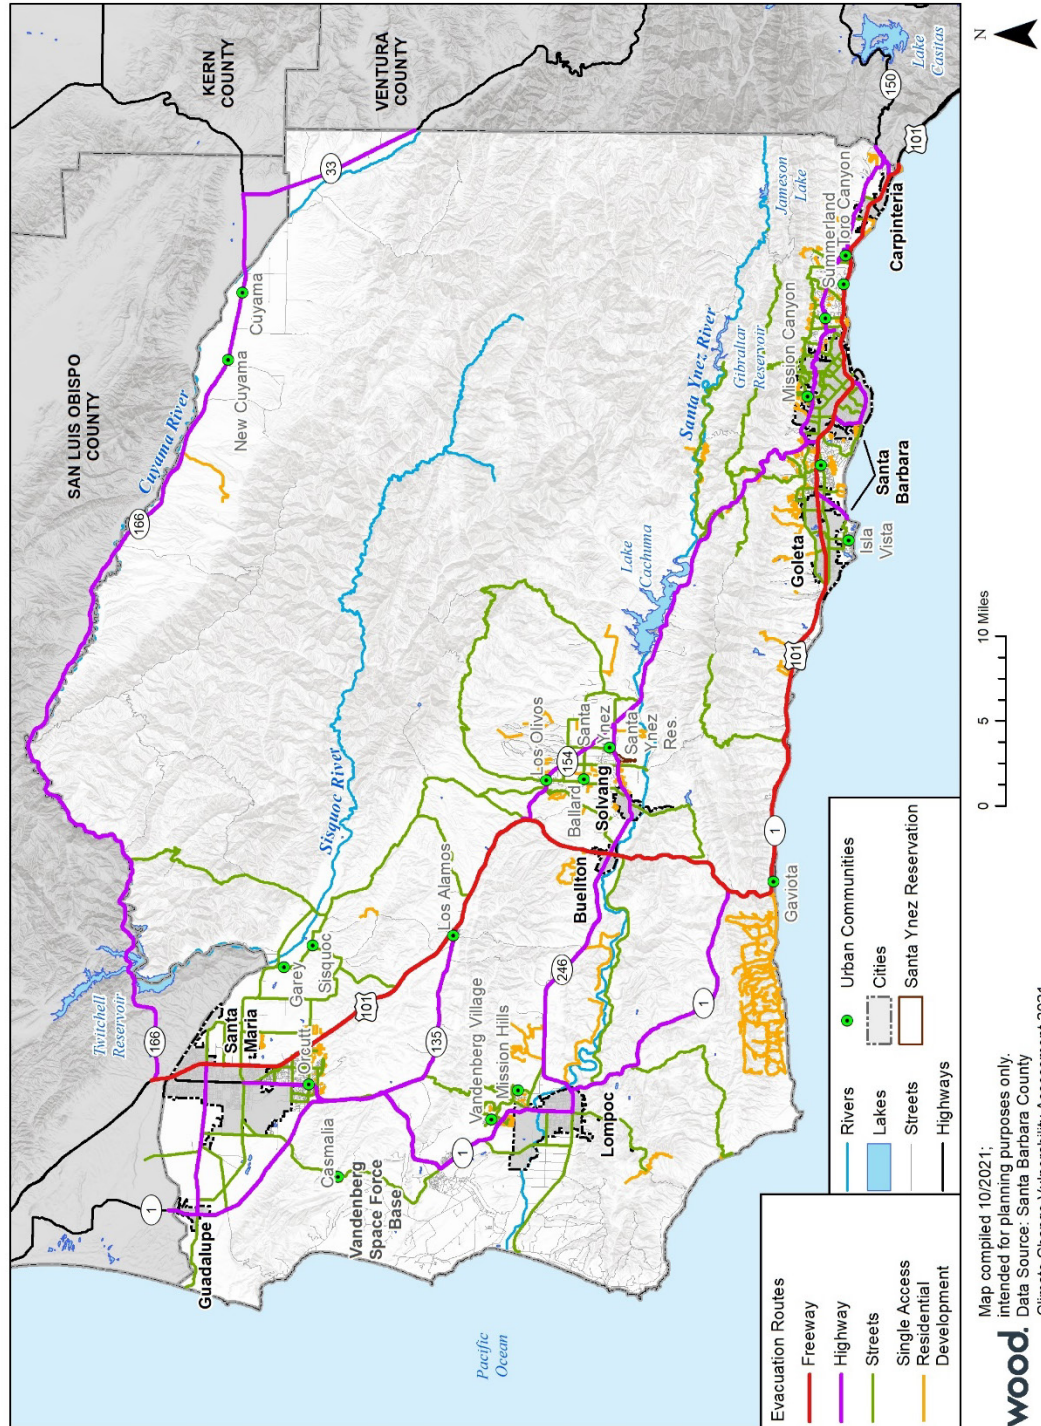 SAN LUIS OBISPO
COUNTY
KERN
COUNTY
VENTURA
COUNTY
Twitchell
Reservoir
166
166
Cuyama River
New Cuyama
Cuyama
33
Guadalupe
1
Santa
Maria
Orcutt
Garey
Sisquoc
Sisquoc River
Casmalia
101
135
Los Alamos
Vandenberg
Space Force
Base
1
Vandenberg Village
Mission Hills
Lompoc
246
1
Buellton
Solvang
Ballard
Los Olivos
154
Santa
Ynez
Santa
Ynez
Res.
Lake
Cachuma
Santa Ynez River
Gibraltar
Reservoir
Jameson
Lake
Gaviota
1
101
Goleta
Isla
Vista
Santa
Barbara
Mission Canyon
Summerland
Toro Canyon
Carpinteria
150
101
Lake
Casitas
Pacific
Ocean
Evacuation Routes
Freeway
Highway
Streets
Single Access
Residential
Development
Rivers
Lakes
Streets
Highways
Urban Communities
Cities
Santa Ynez Reservation
0 5 10 Miles
N
wood.
Map compiled 10/2021;
intended for planning purposes only.
Data Source: Santa Barbara County